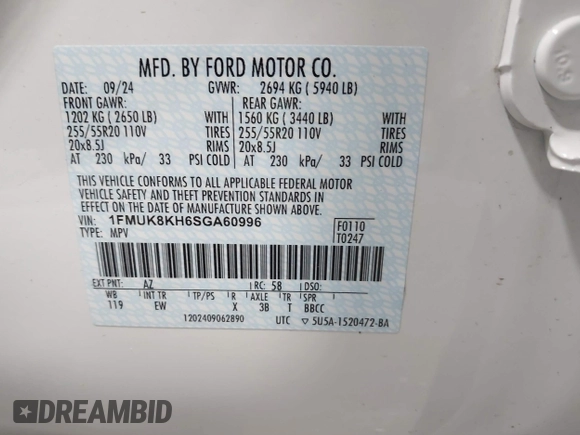 MFD. BY FORD MOTOR CO.
DATE: 09/24 GVWR: 2694 KG ( 5940 LB)
FRONT GAWR: REAR GAWR:
1202 KG ( 2650 LB) WITH 1560 KG ( 3440 LB) WITH
255/55R20 110V TIRES 255/55R20 110V TIRES
20x8.5J RIMS 20x8.5J RIMS
AT 230 kPa/ 33 PSI COLD AT 230 kPa/ 33 PSI COLD
THIS VEHICLE CONFORMS TO ALL APPLICABLE FEDERAL MOTOR
VEHICLE SAFETY AND THEFT PREVENTION STANDARDS
IN EFFECT ON THE DATE OF MANUFACTURE SHOWN ABOVE.
VIN: 1FMUK8KH6SGA60996 F0110
TYPE: MPV T0247
EXT PNT: AZ RC: 58 DSO:
WB INT TR TP/PS R AXLE TR SPR
119 EW X 3B T BBCC
1202409062890 UTC ▽ 5U5A-1520472-BA
DREAMBID